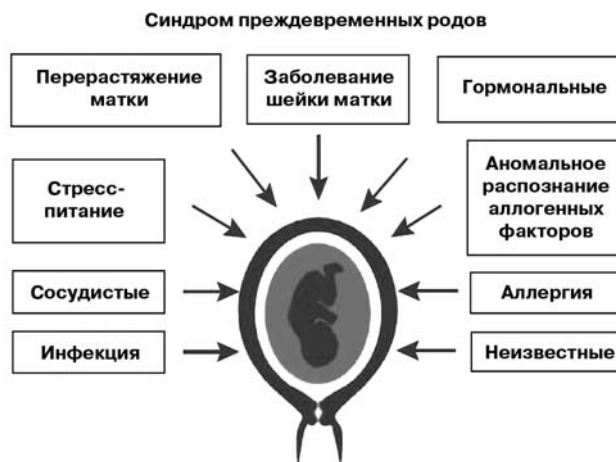 Синдром преждевременных родов
Перерастяжение
матки
Заболевание
шейки матки
Гормональные
Стресс-
питание
Аномальное
распознание
аллогенных
факторов
Сосудистые
Аллергия
Инфекция
Неизвестные